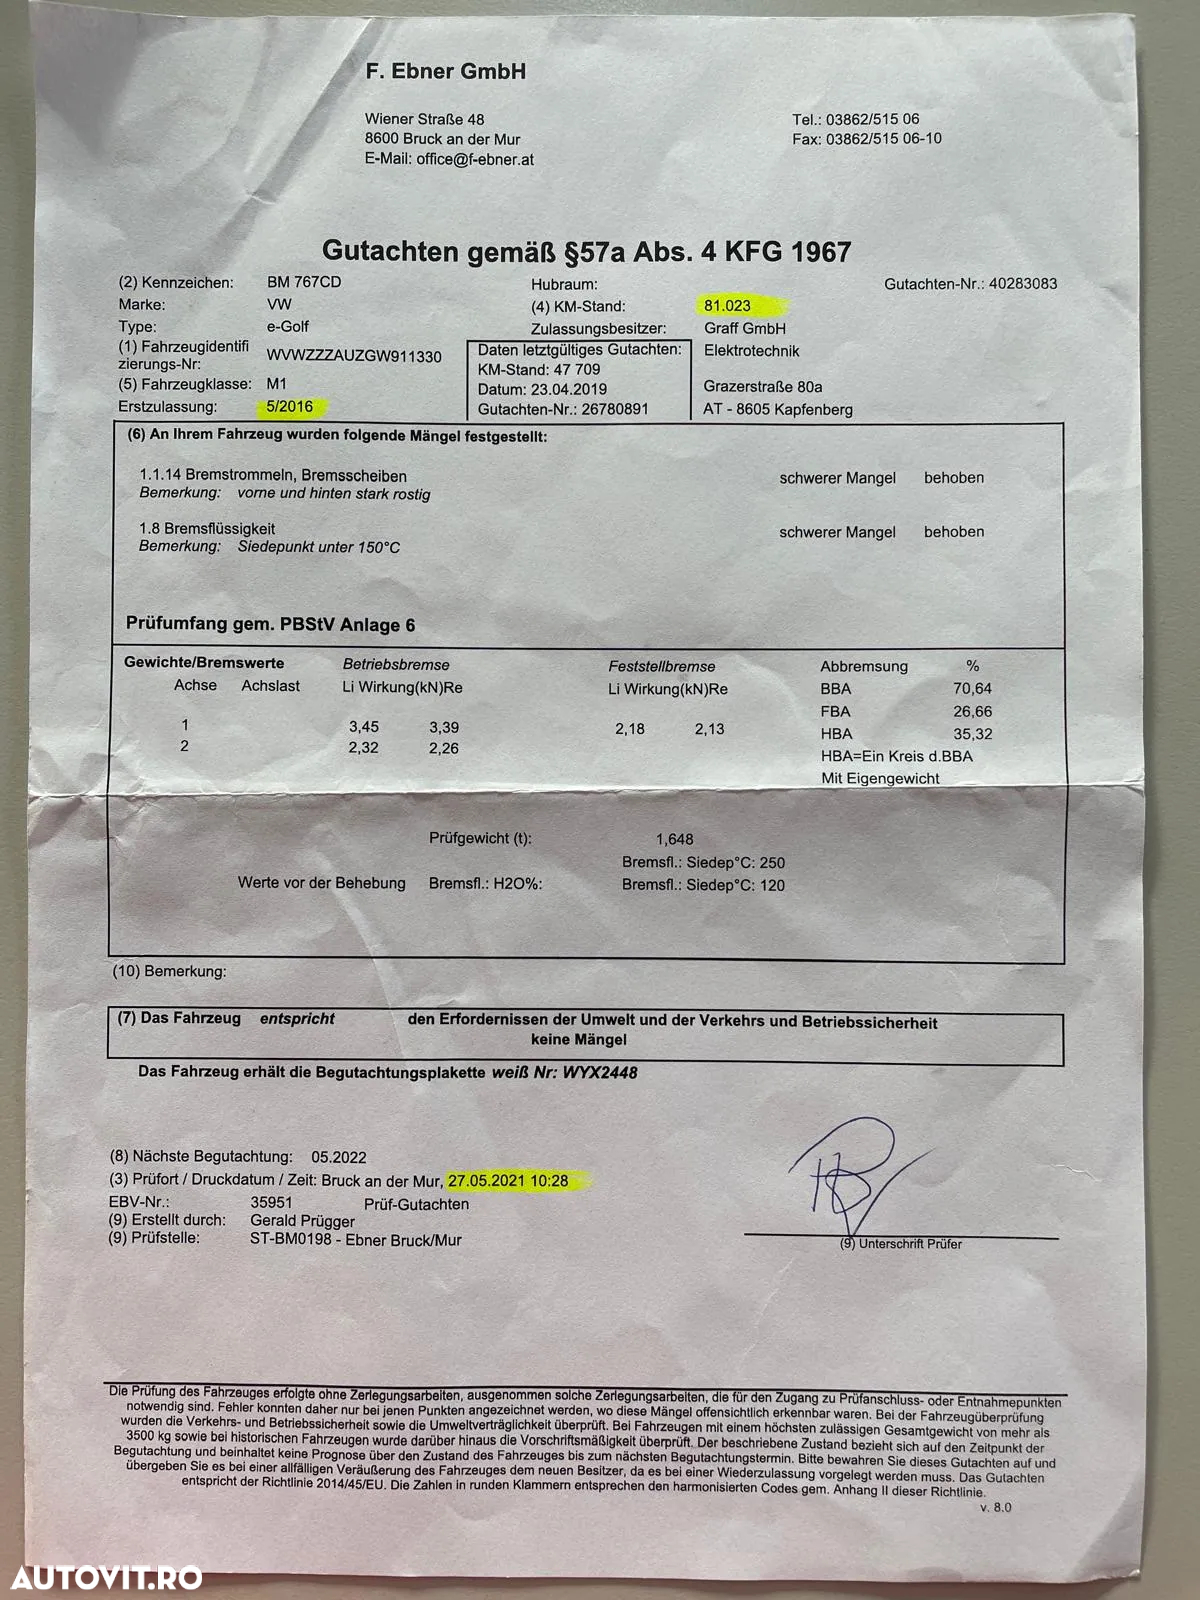 F. Ebner GmbH
Wiener Straße 48
8600 Bruck an der Mur
E-Mail: office@f-ebner.at
Tel.: 03862/515 06
Fax: 03862/515 06-10
Gutachten gemäß §57a Abs. 4 KFG 1967
(2) Kennzeichen: BM 767CD
Marke: VW
Type: e-Golf
(1) Fahrzeugidentifi
zierungs-Nr: WVWZZZAUZGW911330
(5) Fahrzeugklasse: M1
Erstzulassung: 5/2016
Hubraum:
(4) KM-Stand: 81.023
Zulassungsbesitzer: Graff GmbH
Elektrotechnik
Grazerstraße 80a
AT - 8605 Kapfenberg
Gutachten-Nr.: 40283083
Daten letztgültiges Gutachten:
KM-Stand: 47 709
Datum: 23.04.2019
Gutachten-Nr.: 26780891
(6) An Ihrem Fahrzeug wurden folgende Mängel festgestellt:
1.1.14 Bremstrommeln, Bremsscheiben schwerer Mangel behoben
Bemerkung: vorne und hinten stark rostig
1.8 Bremsflüssigkeit schwerer Mangel behoben
Bemerkung: Siedepunkt unter 150°C
Prüfumfang gem. PBStV Anlage 6
Gewichte/Bremswerte Betriebsbremse Feststellbremse Abbremsung %
Achse Achslast Li Wirkung(kN)Re Li Wirkung(kN)Re BBA 70,64
FBA 26,66
1 3,45 3,39 2,18 2,13 HBA 35,32
2 2,32 2,26 HBA=Ein Kreis d.BBA
Mit Eigengewicht
Prüfgewicht (t): 1,648
Bremsfl.: Siedep°C: 250
Werte vor der Behebung Bremsfl.: H2O%: Bremsfl.: Siedep°C: 120
(10) Bemerkung:
(7) Das Fahrzeug entspricht den Erfordernissen der Umwelt und der Verkehrs und Betriebssicherheit
keine Mängel
Das Fahrzeug erhält die Begutachtungsplakette weiß Nr: WYX2448
(8) Nächste Begutachtung: 05.2022
(3) Prüfort / Druckdatum / Zeit: Bruck an der Mur, 27.05.2021 10:28
EBV-Nr.: 35951 Prüf-Gutachten
(9) Erstellt durch: Gerald Prügger
(9) Prüfstelle: ST-BM0198 - Ebner Bruck/Mur
(9) Unterschrift Prüfer
Die Prüfung des Fahrzeuges erfolgte ohne Zerlegungsarbeiten, ausgenommen solche Zerlegungsarbeiten, die für den Zugang zu Prüfanschluss- oder Entnahmepunkten
notwendig sind. Fehler konnten daher nur bei jenen Punkten angezeichnet werden, wo diese Mängel offensichtlich erkennbar waren. Bei der Fahrzeugüberprüfung
wurden die Verkehrs- und Betriebssicherheit sowie die Umweltverträglichkeit überprüft. Bei Fahrzeugen mit einem höchsten zulässigen Gesamtgewicht von mehr als
3500 kg sowie bei historischen Fahrzeugen wurde darüber hinaus die Vorschriftsmäßigkeit überprüft. Der beschriebene Zustand bezieht sich auf den Zeitpunkt der
Begutachtung und beinhaltet keine Prognose über den Zustand des Fahrzeuges bis zum nächsten Begutachtungstermin. Bitte bewahren Sie dieses Gutachten auf und
übergeben Sie es bei einer allfälligen Veräußerung des Fahrzeuges dem neuen Besitzer, da es bei einer Wiederzulassung vorgelegt werden muss. Das Gutachten
entspricht der Richtlinie 2014/45/EU. Die Zahlen in runden Klammern entsprechen den harmonisierten Codes gem. Anhang II dieser Richtlinie.
v. 8.0
AUTOVIT.RO